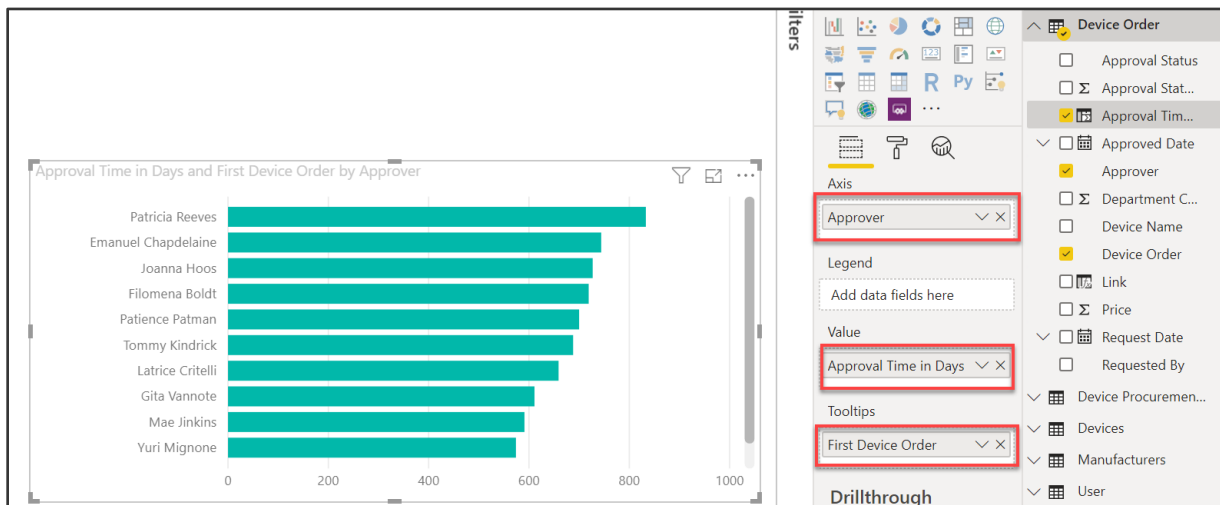 Approval Time in Days and First Device Order by Approver
Patricia Reeves
Emanuel Chapdelaine
Joanna Hoos
Filomena Boldt
Patience Patman
Tommy Kindrick
Latrice Critelli
Gita Vannote
Mae Jinkins
Yuri Mignone
0 200 400 600 800 1000
123
R Py
...
Axis
Approver
Legend
Add data fields here
Value
Approval Time in Days
Tooltips
First Device Order
Drillthrough
Device Order
Approval Status
Σ Approval Stat...
Approval Tim...
Approved Date
Approver
Σ Department C...
Device Name
Device Order
Link
Σ Price
Request Date
Requested By
Device Procuremen...
Devices
Manufacturers
User